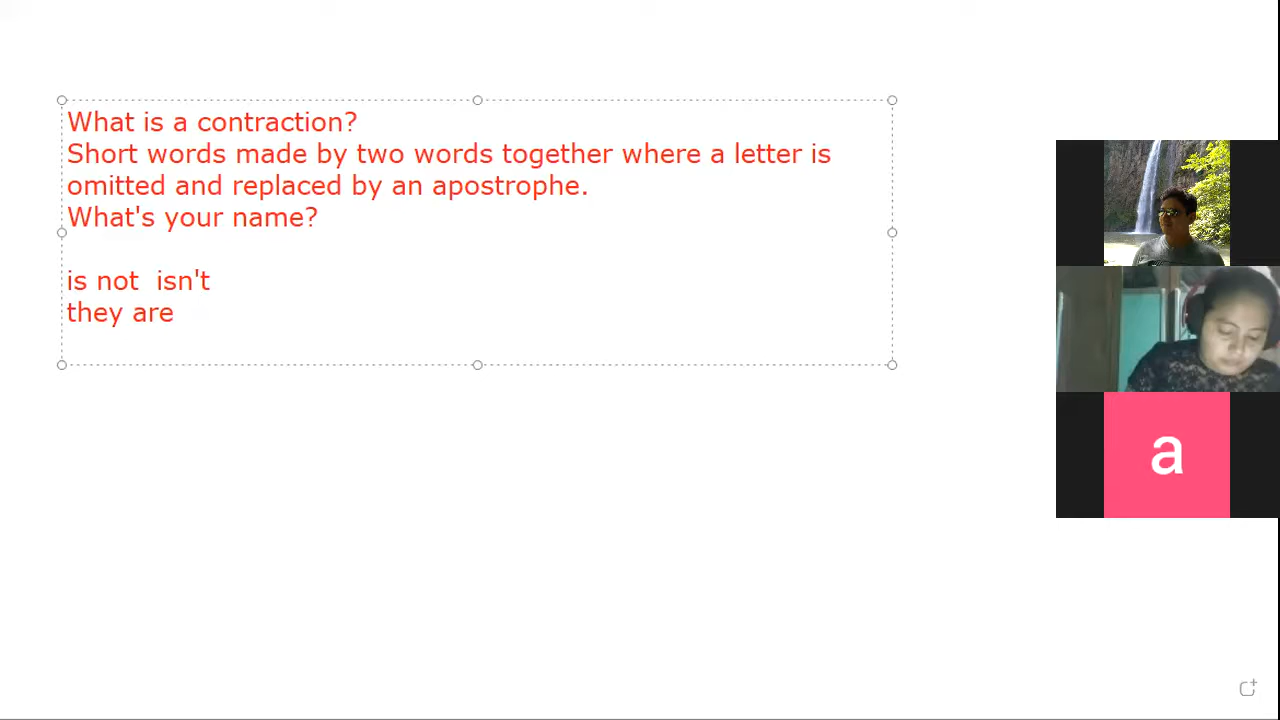 What is a contraction?
Short words made by two words together where a letter is
omitted and replaced by an apostrophe.
What's your name?
is not  isn't
they are
a